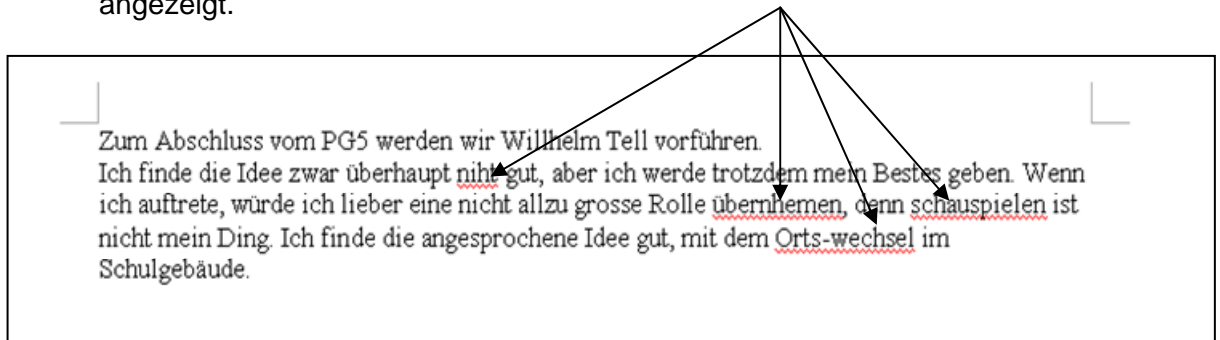 angezeigt.
Zum Abschluss vom PG5 werden wir Willhelm Tell vorführen.
Ich finde die Idee zwar überhaupt niht gut, aber ich werde trotzdem mein Bestes geben. Wenn
ich auftrete, würde ich lieber eine nicht allzu grosse Rolle übernhemen, denn schauspielen ist
nicht mein Ding. Ich finde die angesprochene Idee gut, mit dem Orts-wechsel im
Schulgebäude.